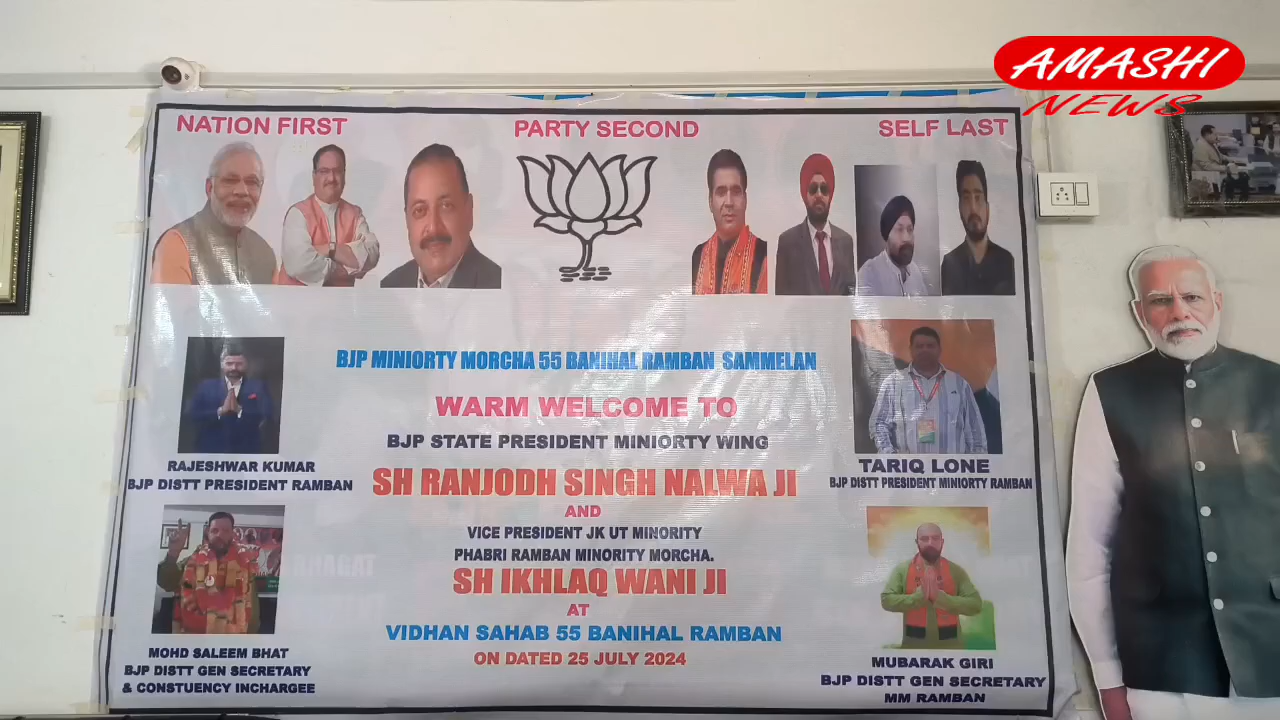 AMASHI
NEWS
NATION FIRST
PARTY SECOND
SELF LAST
BJP MINIORTY MORCHA 55 BANIHAL RAMBAN SAMMELAN
WARM WELCOME TO
BJP STATE PRESIDENT MINIORTY WING
SH RANJODH SINGH NALWA JI
AND
VICE PRESIDENT JK UT MINORITY
PHABRI RAMBAN MINORITY MORCHA.
SH IKHLAQ WANI JI
AT
VIDHAN SAHAB 55 BANIHAL RAMBAN
ON DATED 25 JULY 2024
RAJESHWAR KUMAR
BJP DISTT PRESIDENT RAMBAN
MOHD SALEEM BHAT
BJP DISTT GEN SECRETARY
& CONSTUENCY INCHARGEE
TARIQ LONE
BJP DISTT PRESIDENT MINIORTY RAMBAN
MUBARAK GIRI
BJP DISTT GEN SECRETARY
MM RAMBAN